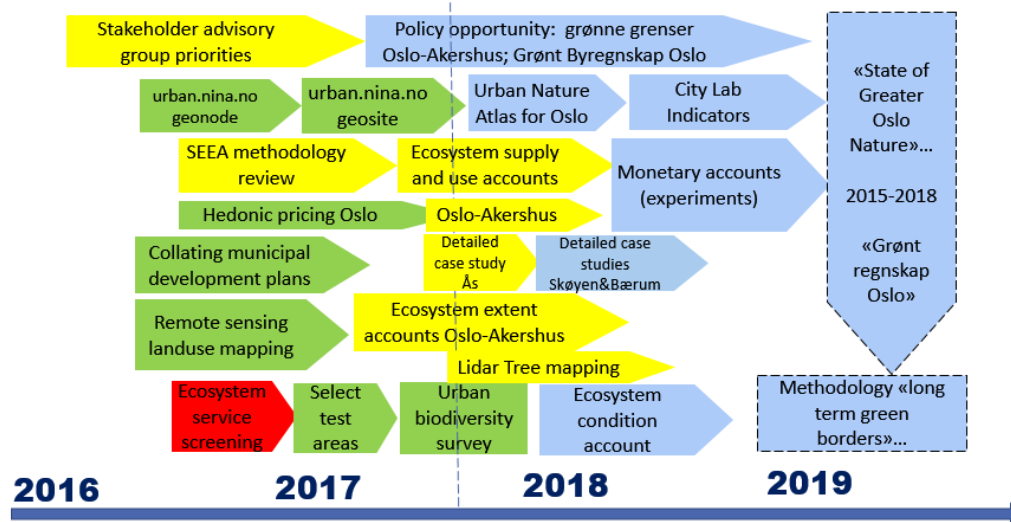 Stakeholder advisory
group priorities
Policy opportunity: grønne grenser
Oslo-Akershus; Grønt Byregnskap Oslo
urban.nina.no
geonode
urban.nina.no
geosite
Urban Nature
Atlas for Oslo
City Lab
Indicators
SEEA methodology
review
Ecosystem supply
and use accounts
Monetary accounts
(experiments)
Hedonic pricing Oslo
Oslo-Akershus
Collating municipal
development plans
Detailed
case study
Ås
Detailed case
studies
Skøyen&Bærum
Remote sensing
landuse mapping
Ecosystem extent
accounts Oslo-Akershus
Lidar Tree mapping
Ecosystem
service
screening
Select
test
areas
Urban
biodiversity
survey
Ecosystem
condition
account
«State of
Greater
Oslo
Nature»...
2015-2018
«Grønt
regnskap
Oslo»
Methodology «long
term green
borders»...
2016
2017
2018
2019